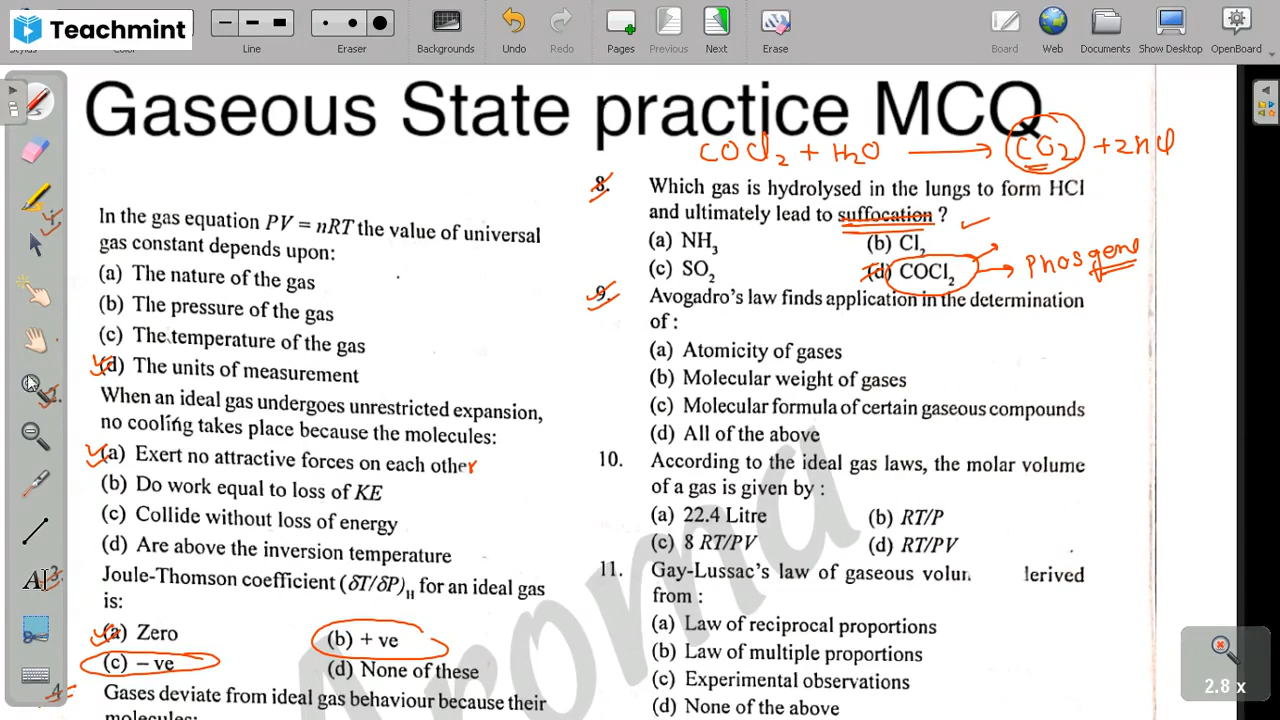 Teachmint
Stylus Color Line Eraser Backgrounds Undo Redo Pages Previous Next Erase Board Web Documents Show Desktop OpenBoard
Gaseous State practice MCQ
COCl2 + H2O → CO2 + 2HCl
1.
In the gas equation PV = nRT the value of universal
gas constant depends upon:
(a) The nature of the gas
(b) The pressure of the gas
(c) The temperature of the gas
(d) The units of measurement
2.
When an ideal gas undergoes unrestricted expansion,
no cooling takes place because the molecules:
(a) Exert no attractive forces on each other
(b) Do work equal to loss of KE
(c) Collide without loss of energy
(d) Are above the inversion temperature
3.
Joule-Thomson coefficient (δT/δP)H for an ideal gas
is:
(a) Zero (b) + ve
(c) – ve (d) None of these
4.
Gases deviate from ideal gas behaviour because their
molecules:
8. Which gas is hydrolysed in the lungs to form HCl
and ultimately lead to suffocation ?
(a) NH3 (b) Cl2
(c) SO2 (d) COCl2
Phosgene
9. Avogadro's law finds application in the determination
of :
(a) Atomicity of gases
(b) Molecular weight of gases
(c) Molecular formula of certain gaseous compounds
(d) All of the above
10. According to the ideal gas laws, the molar volume
of a gas is given by :
(a) 22.4 Litre (b) RT/P
(c) 8 RT/PV (d) RT/PV
11. Gay-Lussac's law of gaseous volum derived
from :
(a) Law of reciprocal proportions
(b) Law of multiple proportions
(c) Experimental observations
(d) None of the above
Aroma
2.8 x